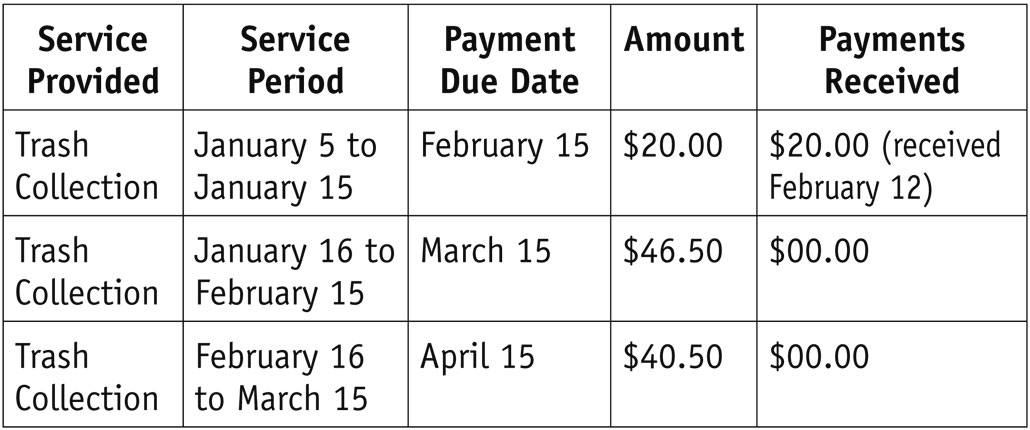 Service Provided
Service Period
Payment Due Date
Amount
Payments Received
Trash Collection
January 5 to January 15
February 15
$20.00
$20.00 (received February 12)
Trash Collection
January 16 to February 15
March 15
$46.50
$00.00
Trash Collection
February 16 to March 15
April 15
$40.50
$00.00